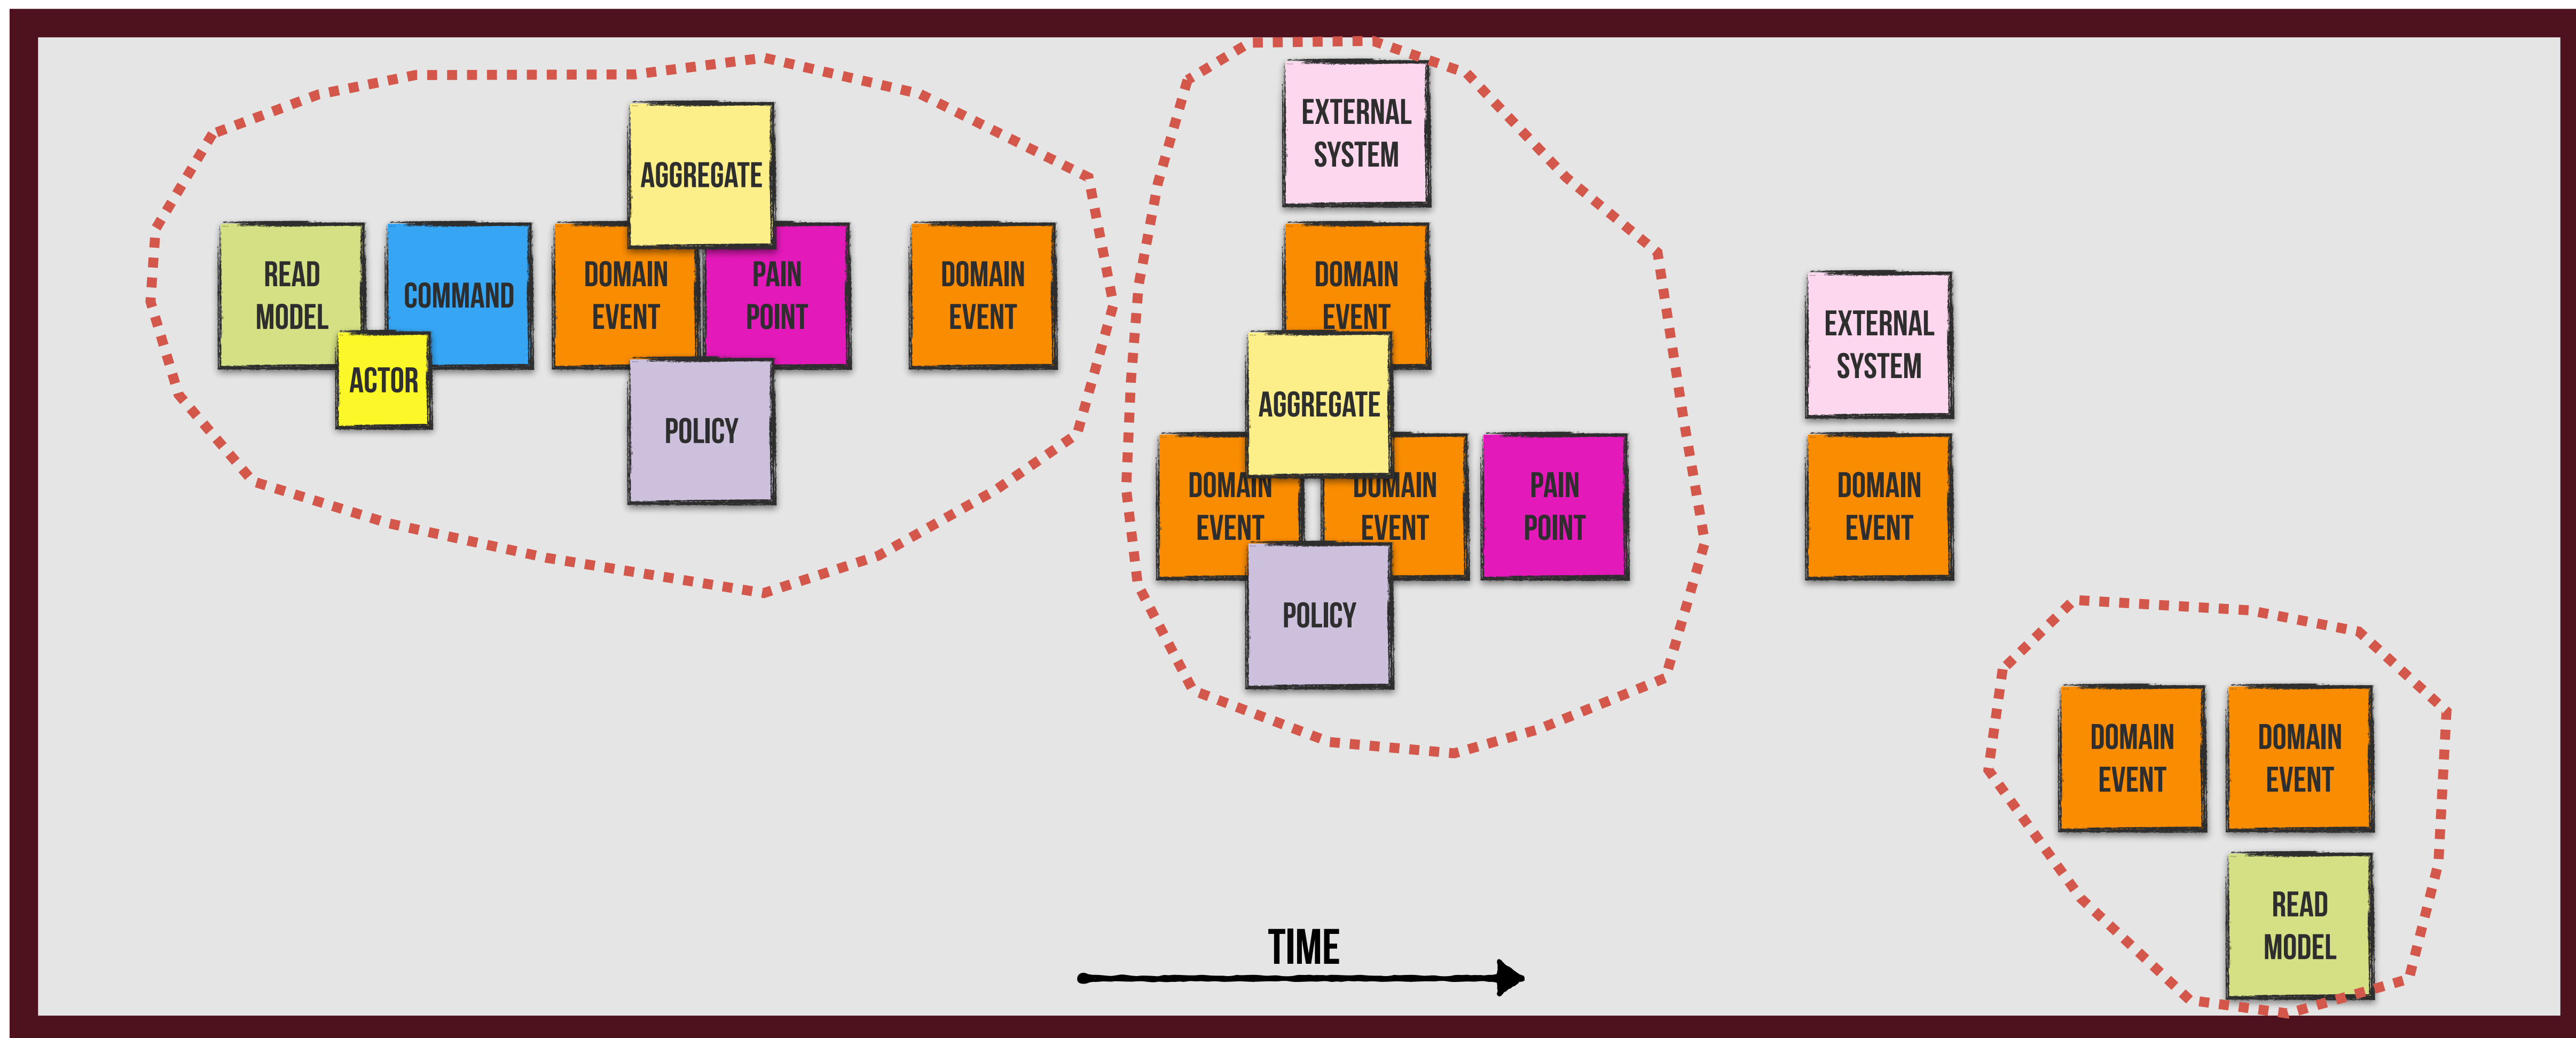 AGGREGATE
READ
MODEL
COMMAND
ACTOR
DOMAIN
EVENT
PAIN
POINT
POLICY
DOMAIN
EVENT
EXTERNAL
SYSTEM
DOMAIN
EVENT
AGGREGATE
DOMAIN
EVENT
DOMAIN
EVENT
PAIN
POINT
POLICY
EXTERNAL
SYSTEM
DOMAIN
EVENT
DOMAIN
EVENT
DOMAIN
EVENT
READ
MODEL
TIME